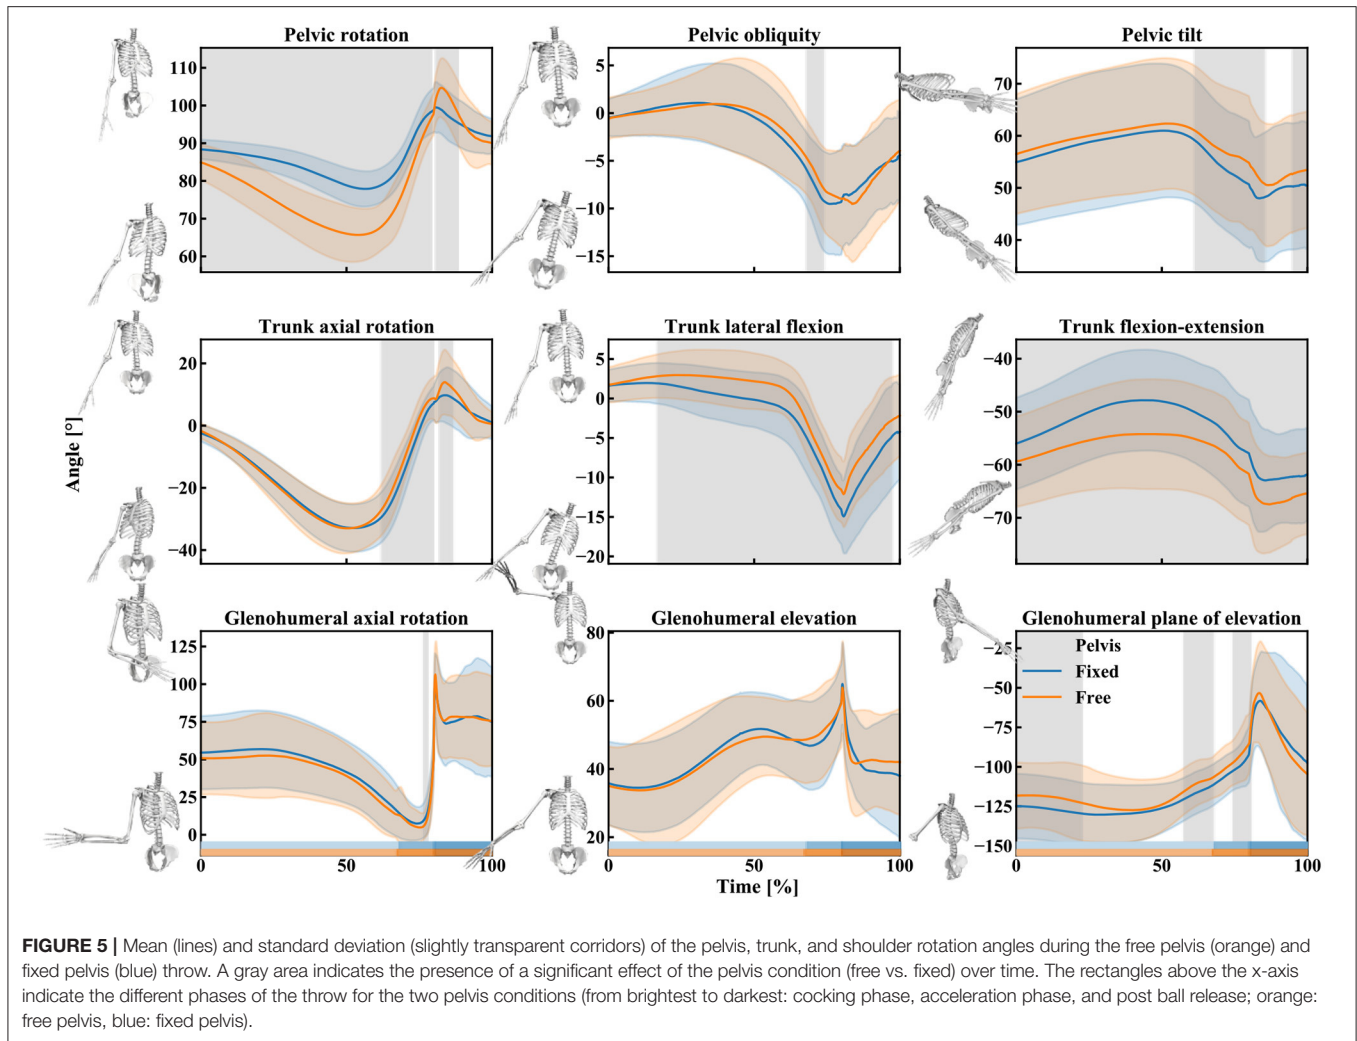 Pelvic rotation
110
100
90
80
70
60
Pelvic obliquity
5
0
−5
−10
−15
Pelvic tilt
70
60
50
40
Angle [°]
Trunk axial rotation
20
0
−20
−40
Trunk lateral flexion
5
0
−5
−10
−15
−20
Trunk flexion-extension
−40
−50
−60
−70
Glenohumeral axial rotation
125
100
75
50
25
0
0 50 100
Glenohumeral elevation
80
60
40
20
0 50 100
Time [%]
Glenohumeral plane of elevation
Pelvis
Fixed
Free
−25
−50
−75
−100
−125
−150
0 50 100
FIGURE 5 | Mean (lines) and standard deviation (slightly transparent corridors) of the pelvis, trunk, and shoulder rotation angles during the free pelvis (orange) and
fixed pelvis (blue) throw. A gray area indicates the presence of a significant effect of the pelvis condition (free vs. fixed) over time. The rectangles above the x-axis
indicate the different phases of the throw for the two pelvis conditions (from brightest to darkest: cocking phase, acceleration phase, and post ball release; orange:
free pelvis, blue: fixed pelvis).